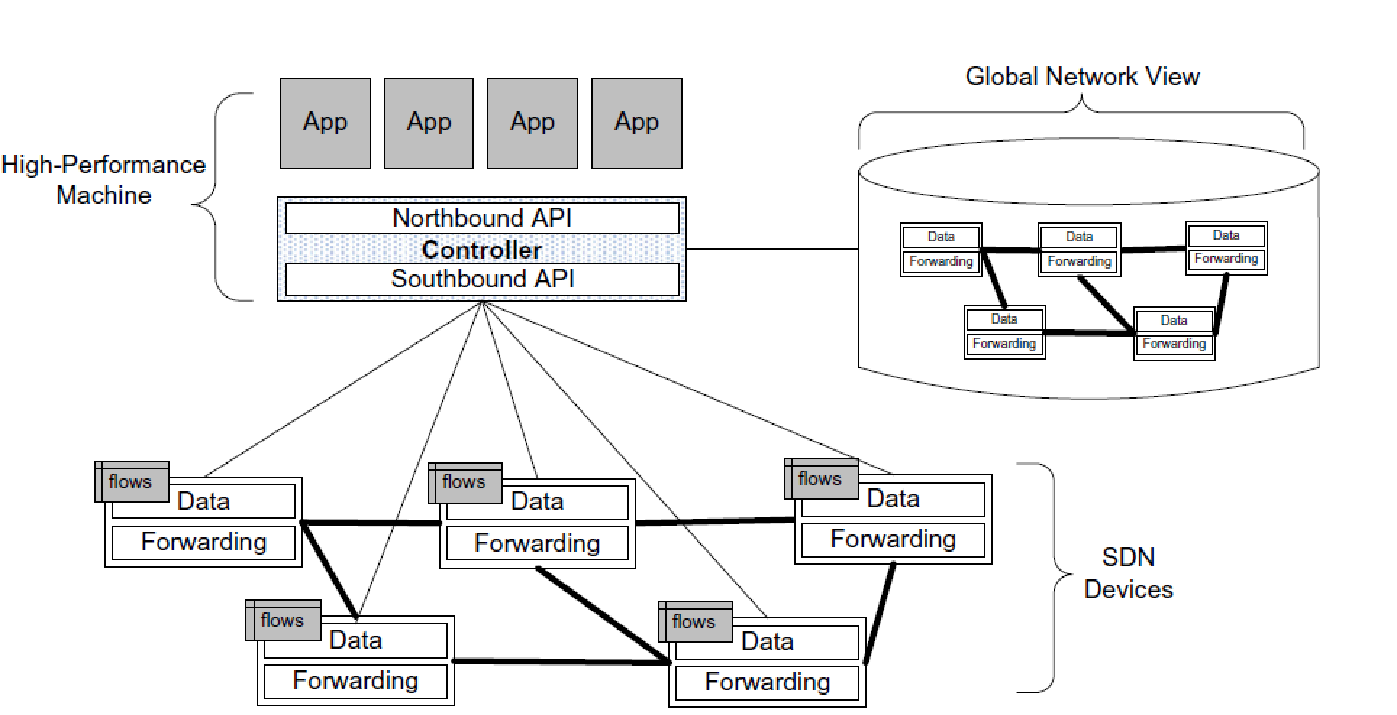 Global Network View
App App App App
High-Performance
Machine
Northbound API
Controller
Southbound API
Data Data Data
Forwarding Forwarding Forwarding
Data Data
Forwarding Forwarding
flows flows flows
Data Data Data
Forwarding Forwarding Forwarding
SDN
Devices
flows flows
Data Data
Forwarding Forwarding